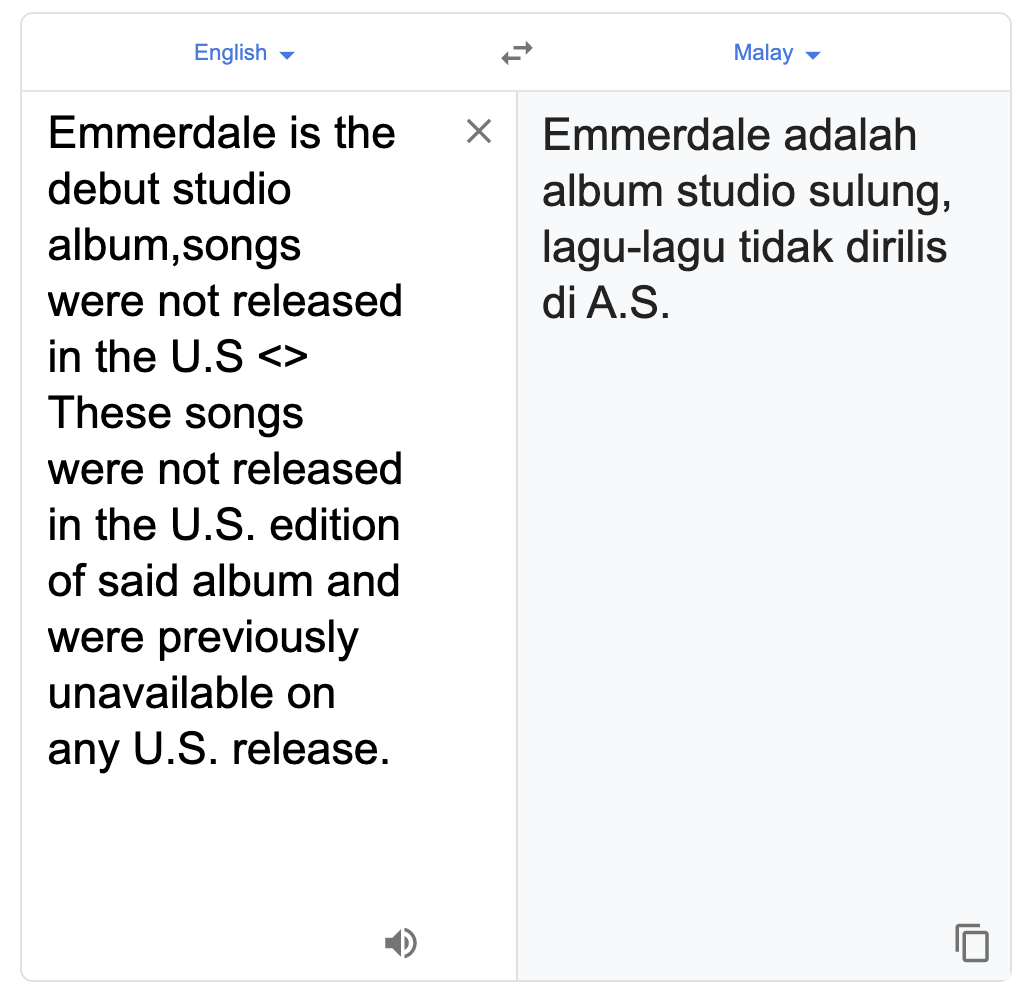 English
Malay
Emmerdale is the
debut studio
album,songs
were not released
in the U.S <>
These songs
were not released
in the U.S. edition
of said album and
were previously
unavailable on
any U.S. release.
Emmerdale adalah
album studio sulung,
lagu-lagu tidak dirilis
di A.S.